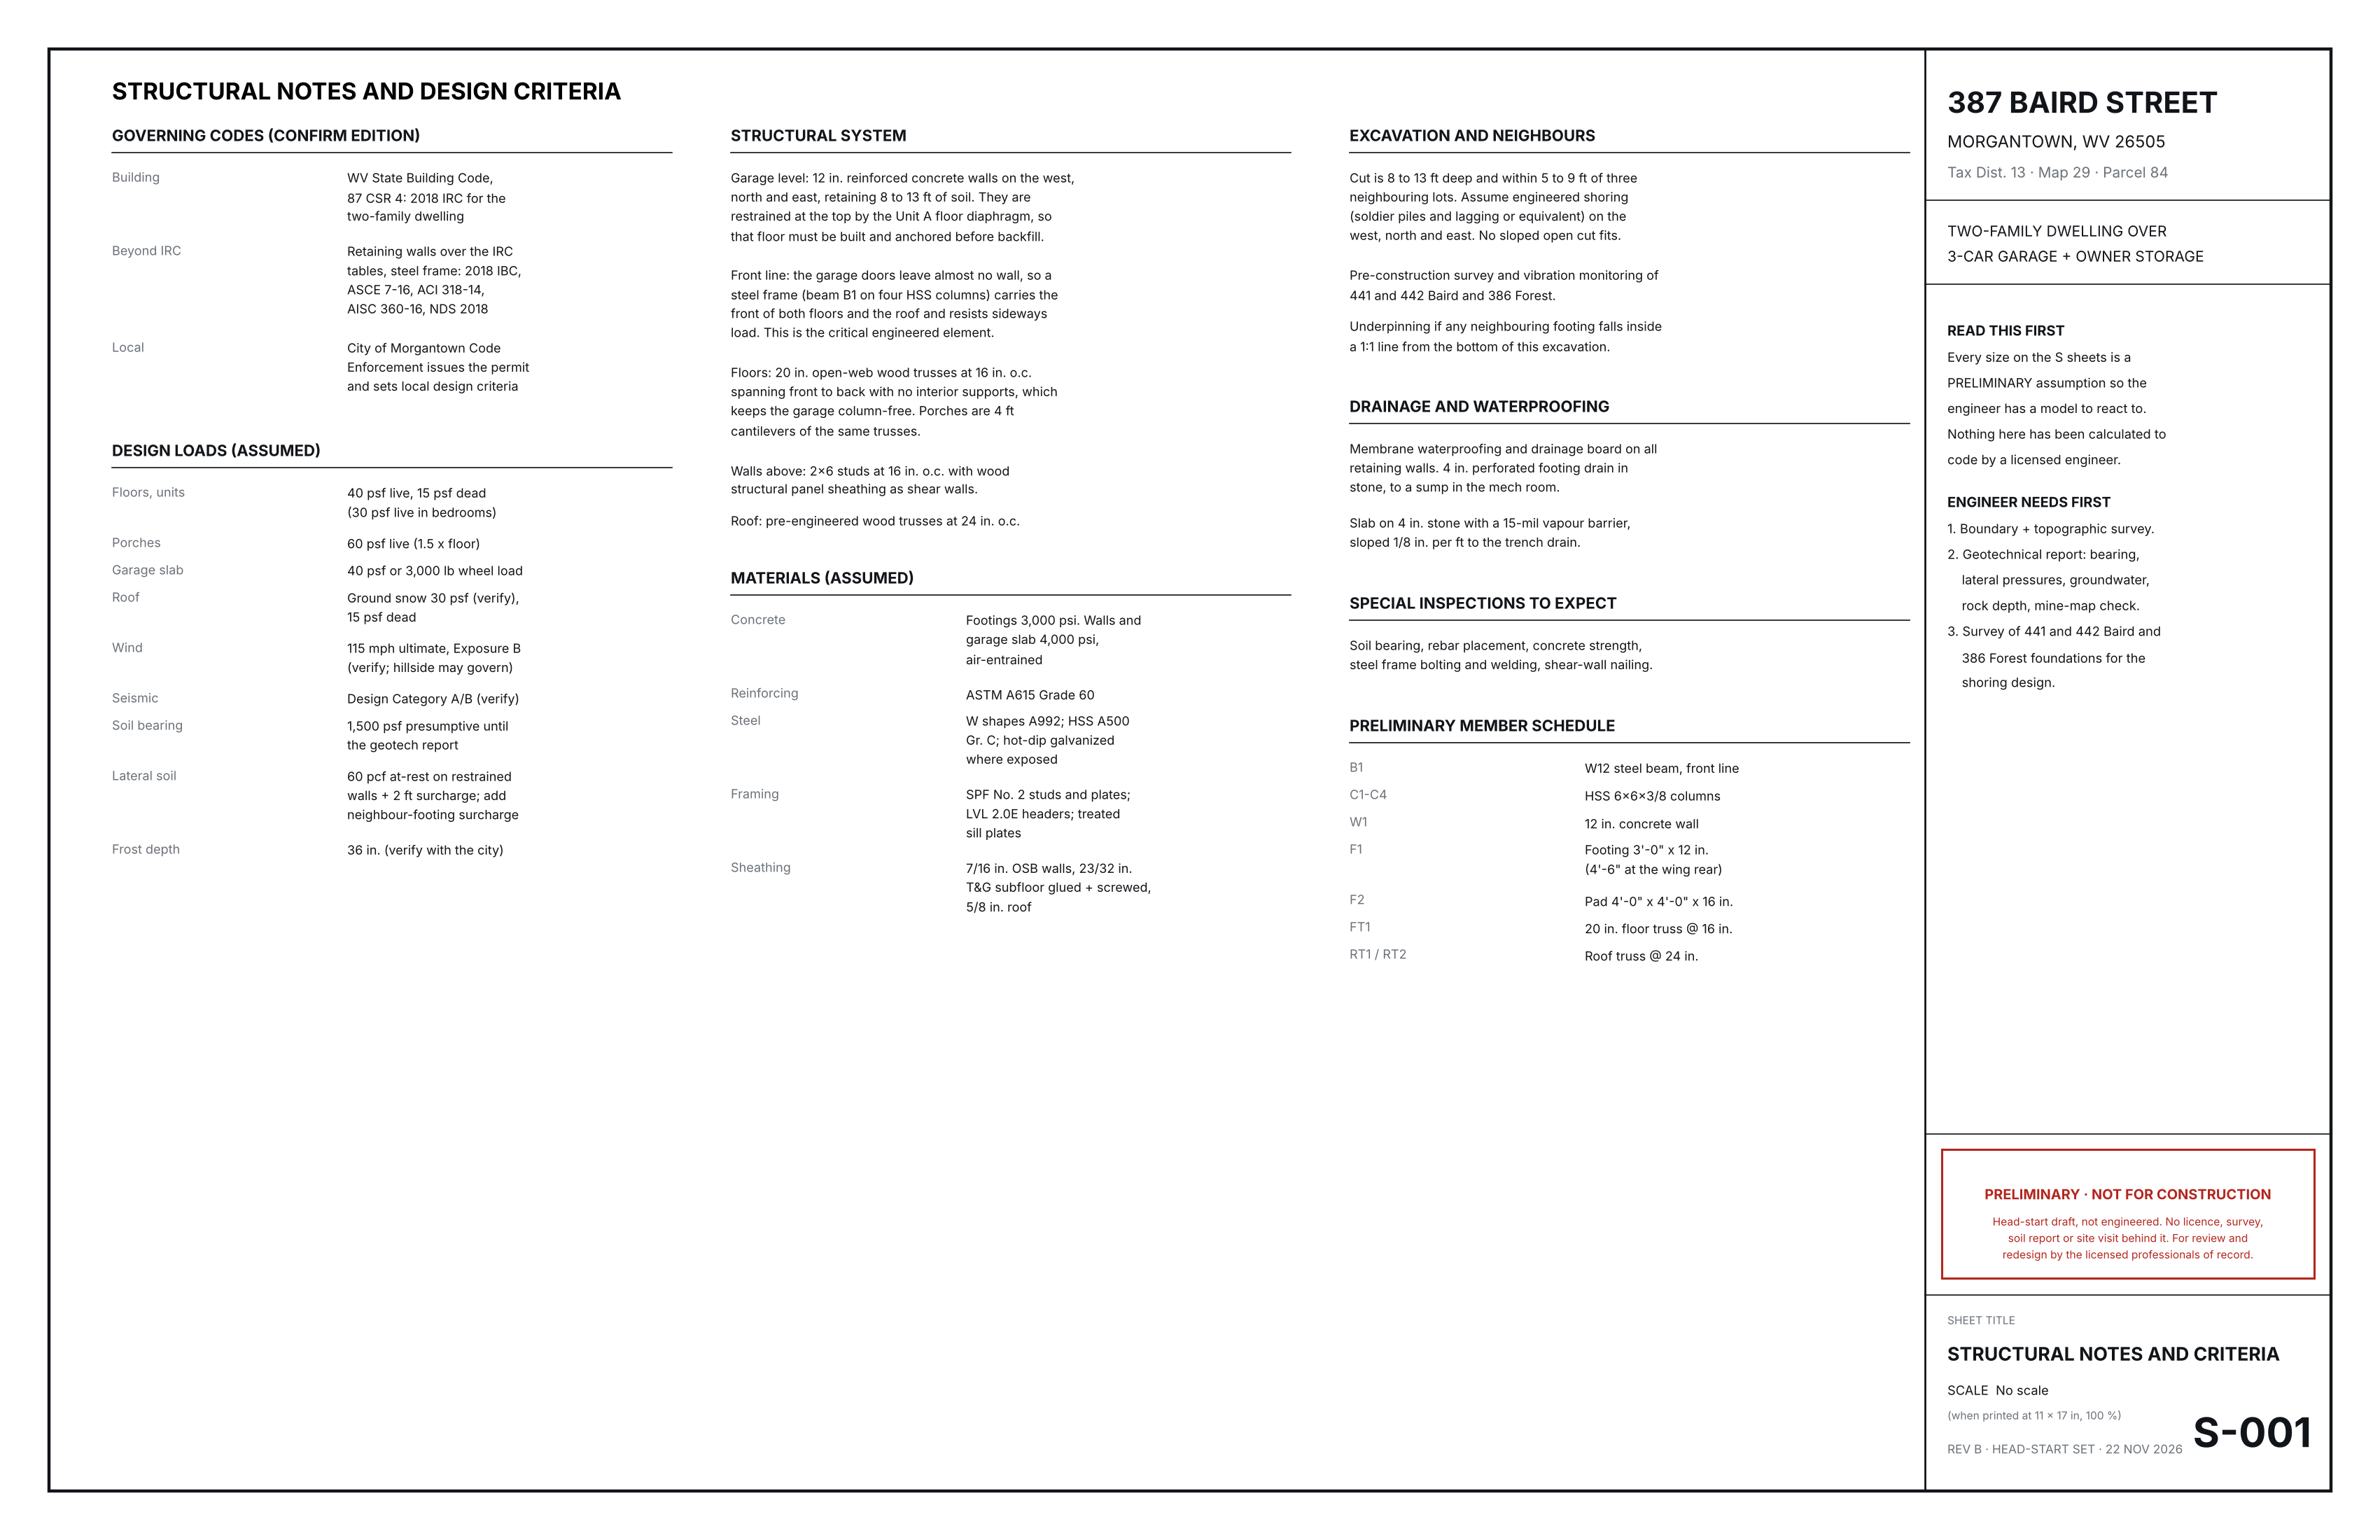 STRUCTURAL NOTES AND DESIGN CRITERIA
GOVERNING CODES (CONFIRM EDITION)
Building
WV State Building Code,
87 CSR 4: 2018 IRC for the
two-family dwelling
Beyond IRC
Retaining walls over the IRC
tables, steel frame: 2018 IBC,
ASCE 7-16, ACI 318-14,
AISC 360-16, NDS 2018
Local
City of Morgantown Code
Enforcement issues the permit
and sets local design criteria
DESIGN LOADS (ASSUMED)
Floors, units
40 psf live, 15 psf dead
(30 psf live in bedrooms)
Porches
60 psf live (1.5 x floor)
Garage slab
40 psf or 3,000 lb wheel load
Roof
Ground snow 30 psf (verify),
15 psf dead
Wind
115 mph ultimate, Exposure B
(verify; hillside may govern)
Seismic
Design Category A/B (verify)
Soil bearing
1,500 psf presumptive until
the geotech report
Lateral soil
60 pcf at-rest on restrained
walls + 2 ft surcharge; add
neighbour-footing surcharge
Frost depth
36 in. (verify with the city)
STRUCTURAL SYSTEM
Garage level: 12 in. reinforced concrete walls on the west,
north and east, retaining 8 to 13 ft of soil. They are
restrained at the top by the Unit A floor diaphragm, so
that floor must be built and anchored before backfill.
Front line: the garage doors leave almost no wall, so a
steel frame (beam B1 on four HSS columns) carries the
front of both floors and the roof and resists sideways
load. This is the critical engineered element.
Floors: 20 in. open-web wood trusses at 16 in. o.c.
spanning front to back with no interior supports, which
keeps the garage column-free. Porches are 4 ft
cantilevers of the same trusses.
Walls above: 2×6 studs at 16 in. o.c. with wood
structural panel sheathing as shear walls.
Roof: pre-engineered wood trusses at 24 in. o.c.
MATERIALS (ASSUMED)
Concrete
Footings 3,000 psi. Walls and
garage slab 4,000 psi,
air-entrained
Reinforcing
ASTM A615 Grade 60
Steel
W shapes A992; HSS A500
Gr. C; hot-dip galvanized
where exposed
Framing
SPF No. 2 studs and plates;
LVL 2.0E headers; treated
sill plates
Sheathing
7/16 in. OSB walls, 23/32 in.
T&G subfloor glued + screwed,
5/8 in. roof
EXCAVATION AND NEIGHBOURS
Cut is 8 to 13 ft deep and within 5 to 9 ft of three
neighbouring lots. Assume engineered shoring
(soldier piles and lagging or equivalent) on the
west, north and east. No sloped open cut fits.
Pre-construction survey and vibration monitoring of
441 and 442 Baird and 386 Forest.
Underpinning if any neighbouring footing falls inside
a 1:1 line from the bottom of this excavation.
DRAINAGE AND WATERPROOFING
Membrane waterproofing and drainage board on all
retaining walls. 4 in. perforated footing drain in
stone, to a sump in the mech room.
Slab on 4 in. stone with a 15-mil vapour barrier,
sloped 1/8 in. per ft to the trench drain.
SPECIAL INSPECTIONS TO EXPECT
Soil bearing, rebar placement, concrete strength,
steel frame bolting and welding, shear-wall nailing.
PRELIMINARY MEMBER SCHEDULE
B1
W12 steel beam, front line
C1-C4
HSS 6×6×3/8 columns
W1
12 in. concrete wall
F1
Footing 3'-0" x 12 in.
(4'-6" at the wing rear)
F2
Pad 4'-0" x 4'-0" x 16 in.
FT1
20 in. floor truss @ 16 in.
RT1 / RT2
Roof truss @ 24 in.
387 BAIRD STREET
MORGANTOWN, WV 26505
Tax Dist. 13 · Map 29 · Parcel 84
TWO-FAMILY DWELLING OVER
3-CAR GARAGE + OWNER STORAGE
READ THIS FIRST
Every size on the S sheets is a
PRELIMINARY assumption so the
engineer has a model to react to.
Nothing here has been calculated to
code by a licensed engineer.
ENGINEER NEEDS FIRST
1. Boundary + topographic survey.
2. Geotechnical report: bearing,
lateral pressures, groundwater,
rock depth, mine-map check.
3. Survey of 441 and 442 Baird and
386 Forest foundations for the
shoring design.
PRELIMINARY · NOT FOR CONSTRUCTION
Head-start draft, not engineered. No licence, survey,
soil report or site visit behind it. For review and
redesign by the licensed professionals of record.
SHEET TITLE
STRUCTURAL NOTES AND CRITERIA
SCALE No scale
(when printed at 11 × 17 in, 100 %)
REV B · HEAD-START SET · 22 NOV 2026
S-001